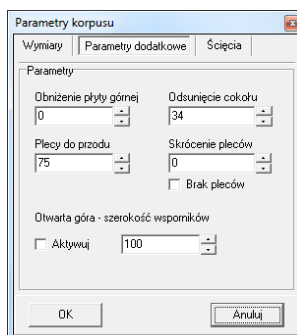 Parametry korpusu
Wymiary Parametry dodatkowe Ścięcia
Parametry
Obniżenie płyty górnej Odsunięcie cokołu
0 34
Plecy do przodu Skrócenie pleców
75 0
Brak pleców
Otwarta góra - szerokość wsporników
Aktywuj 100
OK Anuluj